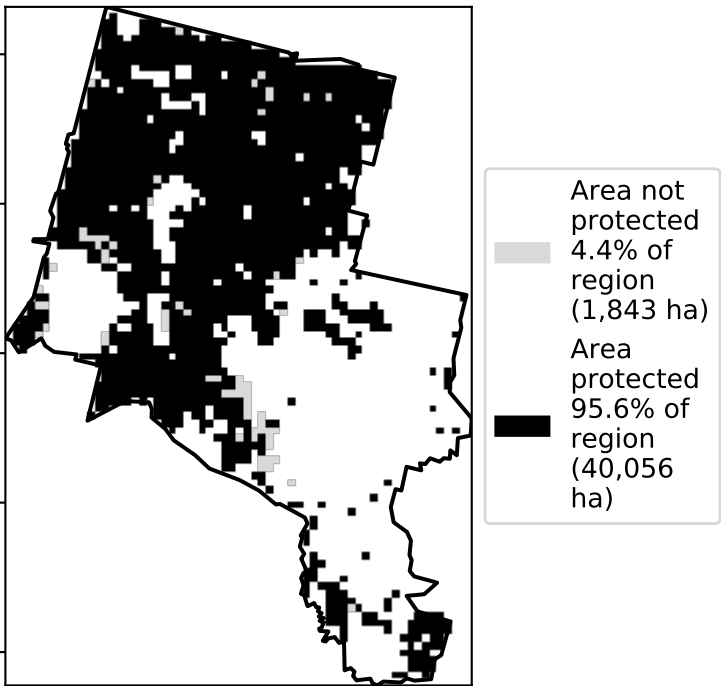 Area not
protected
4.4% of
region
(1,843 ha)
Area
protected
95.6% of
region
(40,056
ha)